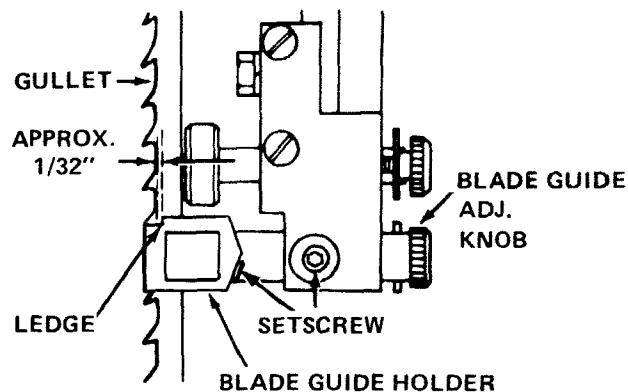 GULLET
APPROX.
1/32"
BLADE GUIDE
ADJ.
KNOB
LEDGE
SETSCREW
BLADE GUIDE HOLDER